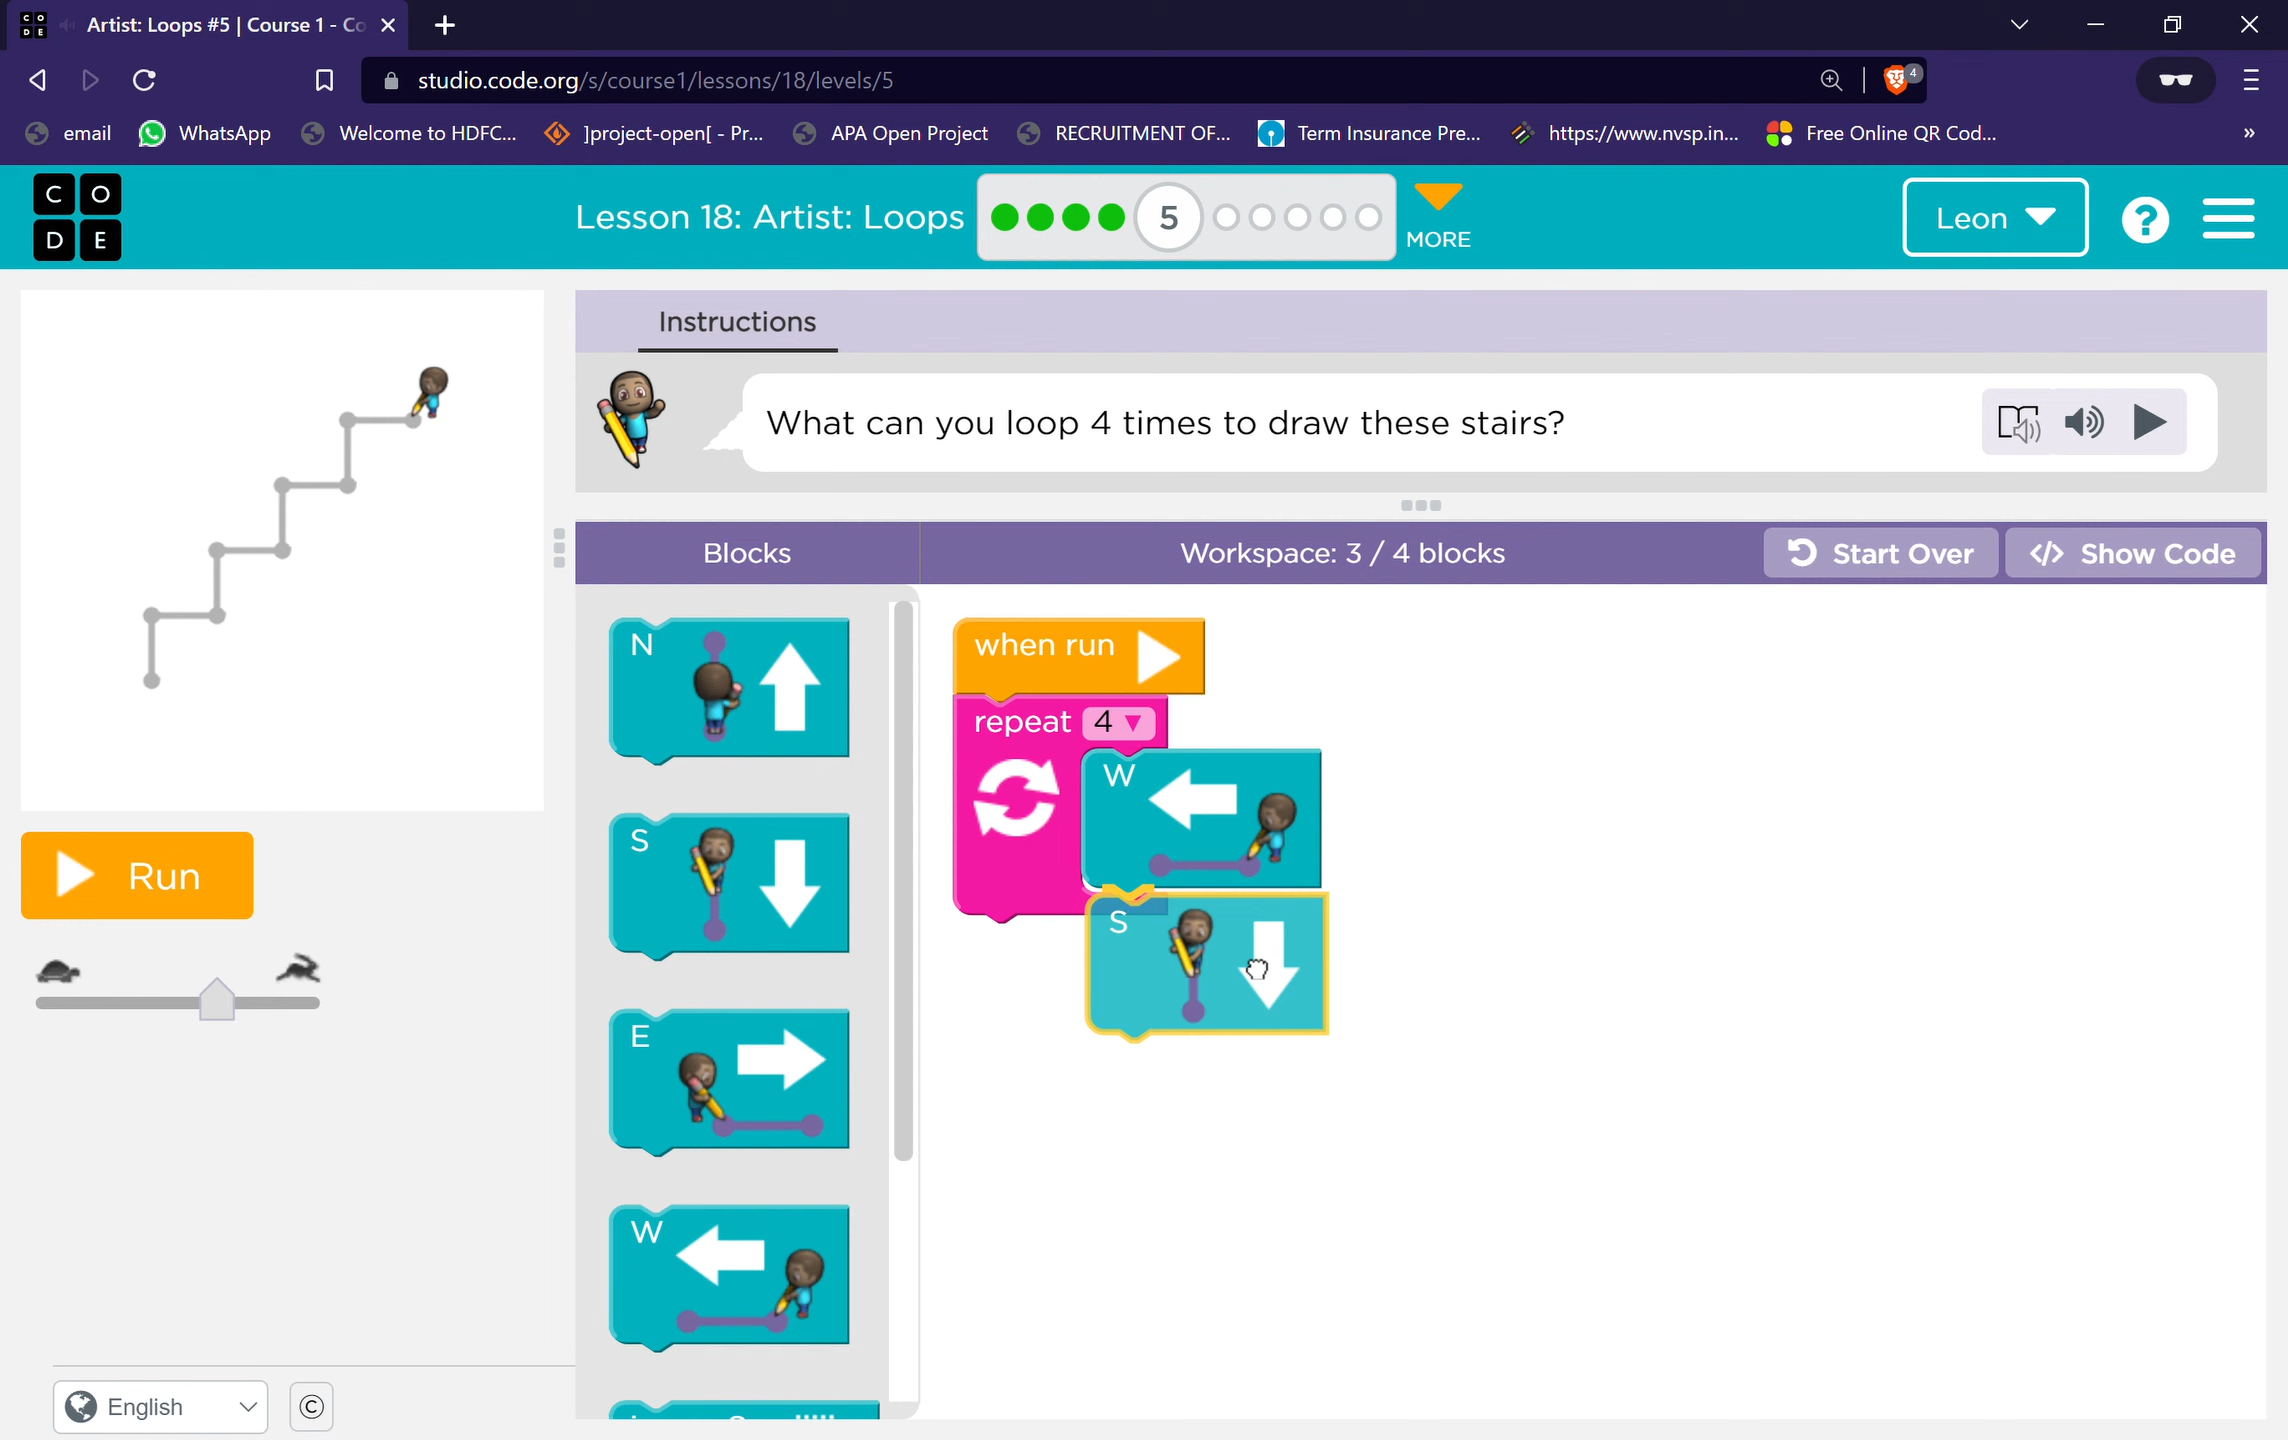 Artist: Loops #5 | Course 1 - Co
studio.code.org/s/course1/lessons/18/levels/5
4
email
WhatsApp
Welcome to HDFC...
]project-open[ - Pr...
APA Open Project
RECRUITMENT OF...
Term Insurance Pre...
https://www.nvsp.in...
Free Online QR Cod...
»
C O
D E
Lesson 18: Artist: Loops
5
MORE
Leon
?
Instructions
What can you loop 4 times to draw these stairs?
Blocks
Workspace: 3 / 4 blocks
Start Over
</> Show Code
N
S
E
W
when run
repeat 4
W
S
Run
English
©